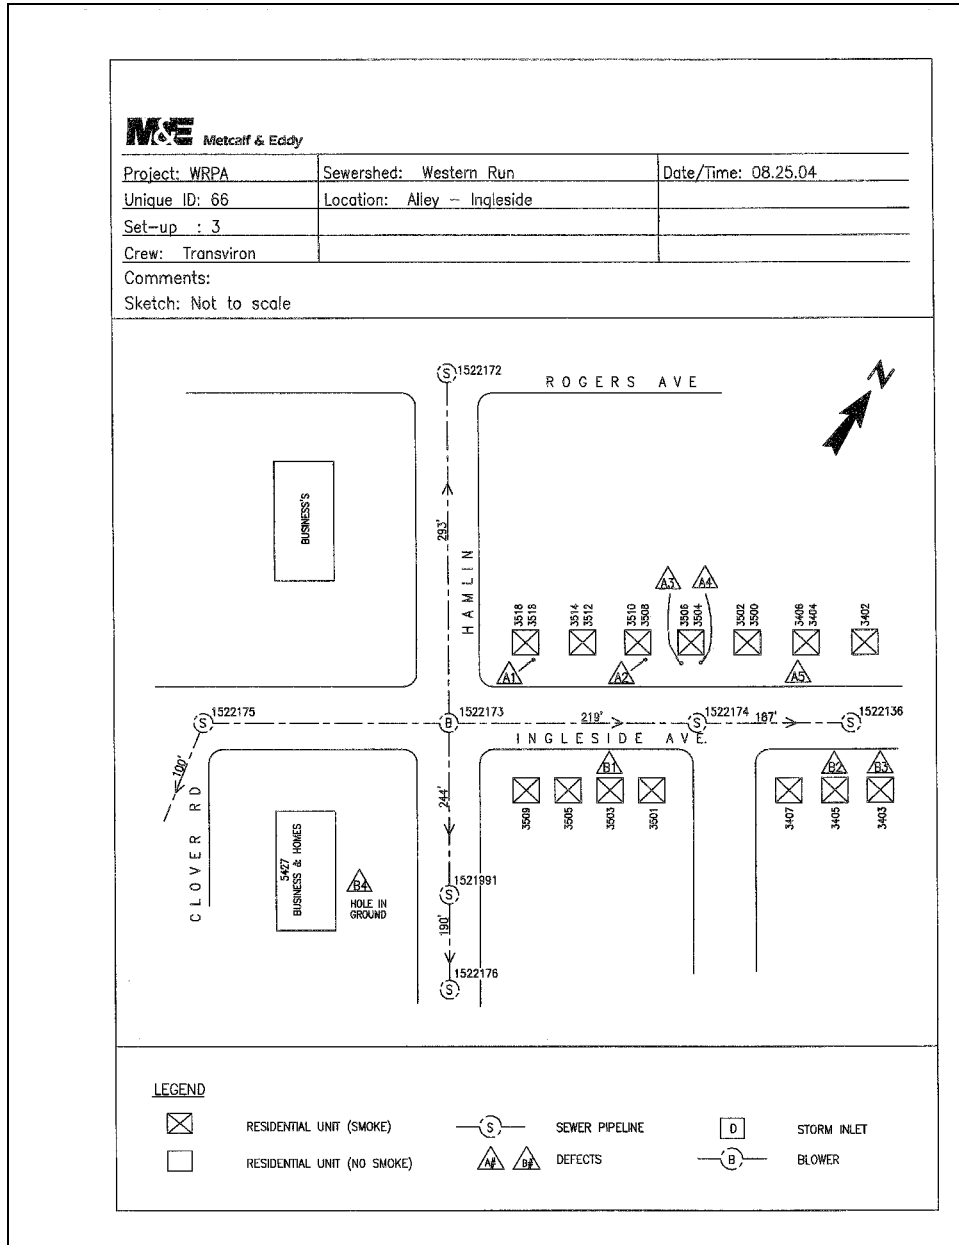 M&E Metcalf & Eddy
Project: WRPA
Sewershed: Western Run
Date/Time: 08.25.04
Unique ID: 66
Location: Alley - Ingleside
Set-up : 3
Crew: Transviron
Comments:
Sketch: Not to scale
S 1522172
ROGERS AVE
N
BUSINESS'S
293'
HAMLIN
A3
A4
3518
3516
3514
3512
3510
3508
3506
3504
3502
3500
3406
3404
3402
A1
A2
A5
S 1522175
B 1522173
219'
S 1522174
187'
S 1522136
INGLESIDE AVE.
100'
CLOVER RD
244'
B1
B2
B3
3509
3505
3503
3501
3407
3405
3403
5427
BUSINESS & HOMES
B4
HOLE IN
GROUND
S 1521991
190'
S 1522176
LEGEND
RESIDENTIAL UNIT (SMOKE)
S SEWER PIPELINE
D STORM INLET
RESIDENTIAL UNIT (NO SMOKE)
A# B# DEFECTS
B BLOWER